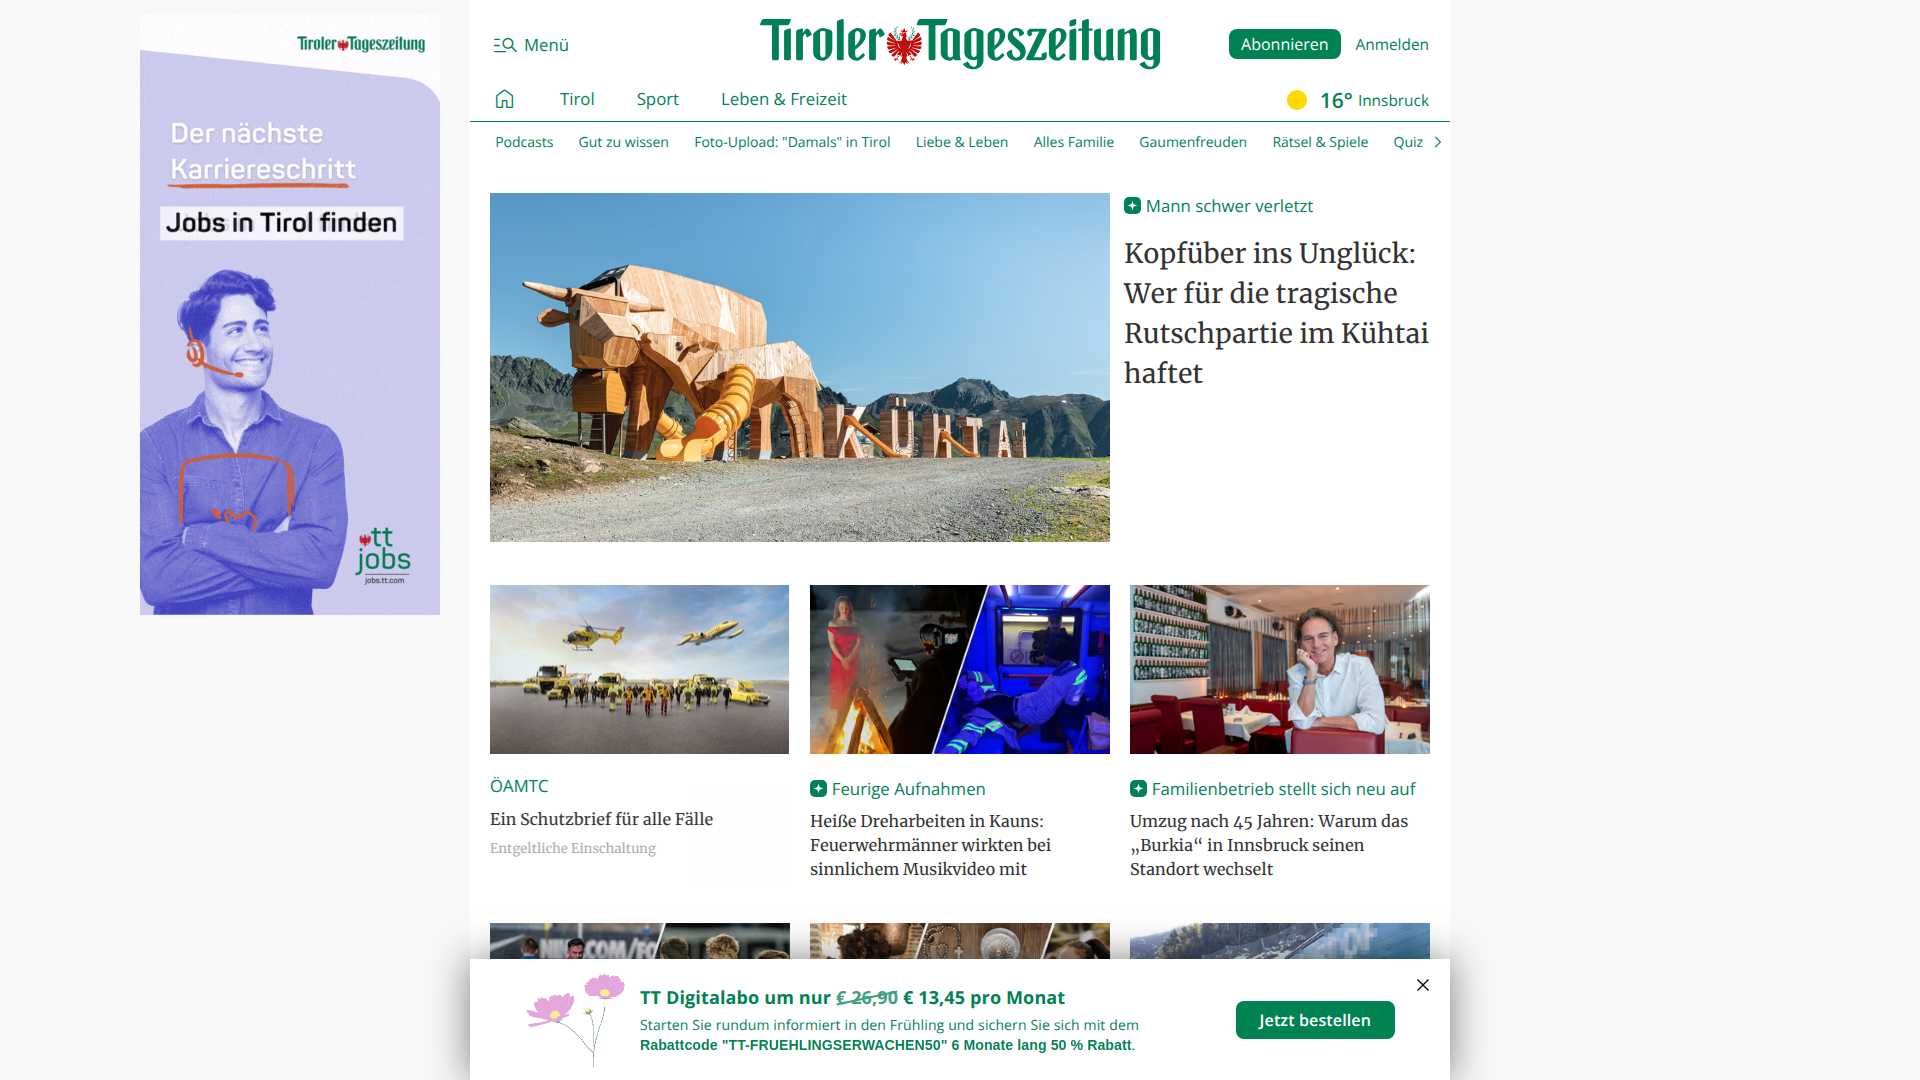 Tiroler Tageszeitung
Der nächste
Karriereschritt
Jobs in Tirol finden
tt
jobs
jobs.tt.com
Menü
Tiroler Tageszeitung
Abonnieren
Anmelden
Tirol
Sport
Leben & Freizeit
16° Innsbruck
Podcasts
Gut zu wissen
Foto-Upload: "Damals" in Tirol
Liebe & Leben
Alles Familie
Gaumenfreuden
Rätsel & Spiele
Quiz
KÜHTAI
Mann schwer verletzt
Kopfüber ins Unglück:
Wer für die tragische
Rutschpartie im Kühtai
haftet
ÖAMTC
Ein Schutzbrief für alle Fälle
Entgeltliche Einschaltung
Feurige Aufnahmen
Heiße Dreharbeiten in Kauns:
Feuerwehrmänner wirkten bei
sinnlichem Musikvideo mit
Familienbetrieb stellt sich neu auf
Umzug nach 45 Jahren: Warum das
„Burkia“ in Innsbruck seinen
Standort wechselt
TT Digitalabo um nur € 26,90 € 13,45 pro Monat
Starten Sie rundum informiert in den Frühling und sichern Sie sich mit dem
Rabattcode "TT-FRUEHLINGSERWACHEN50" 6 Monate lang 50 % Rabatt.
Jetzt bestellen